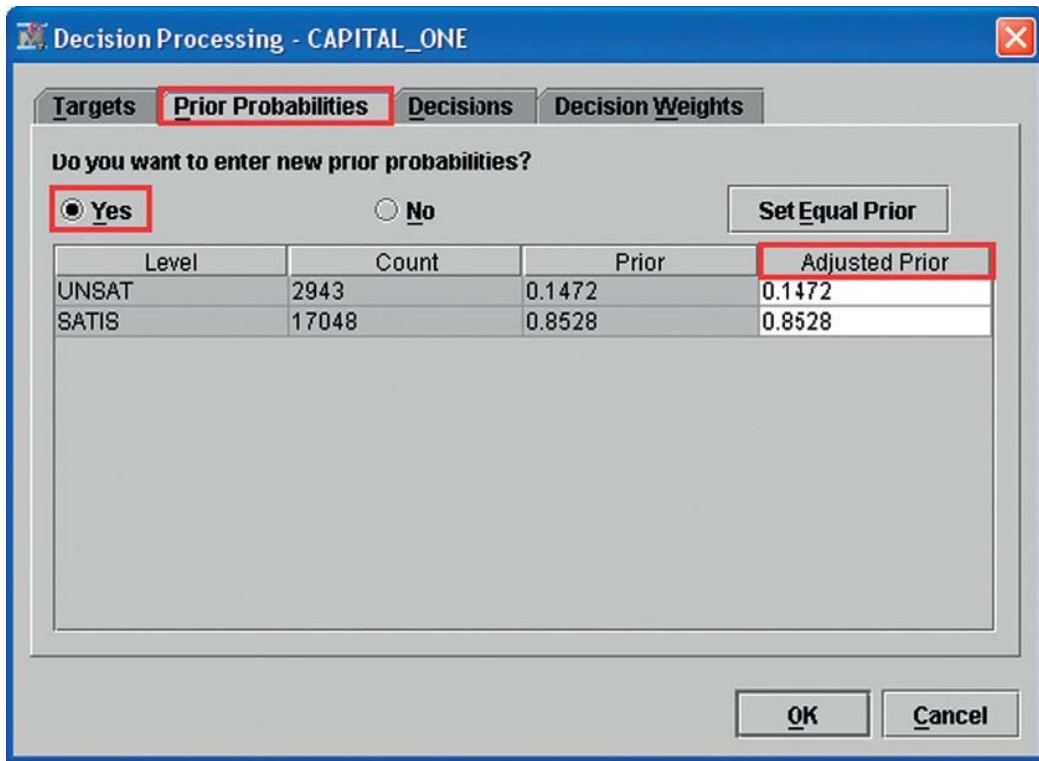 Decision Processing - CAPITAL_ONE
Targets Prior Probabilities Decisions Decision Weights
Do you want to enter new prior probabilities?
Yes No Set Equal Prior
Level Count Prior Adjusted Prior
UNSAT 2943 0.1472 0.1472
SATIS 17048 0.8528 0.8528
OK Cancel